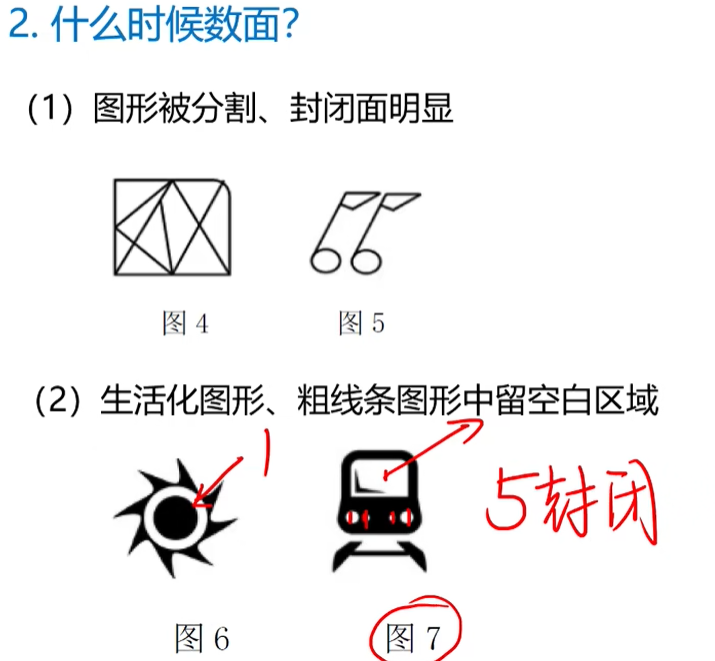 2. 什么时候数面？
（1）图形被分割、封闭面明显
图 4 图 5
（2）生活化图形、粗线条图形中留空白区域
1
5封闭
图 6 图 7